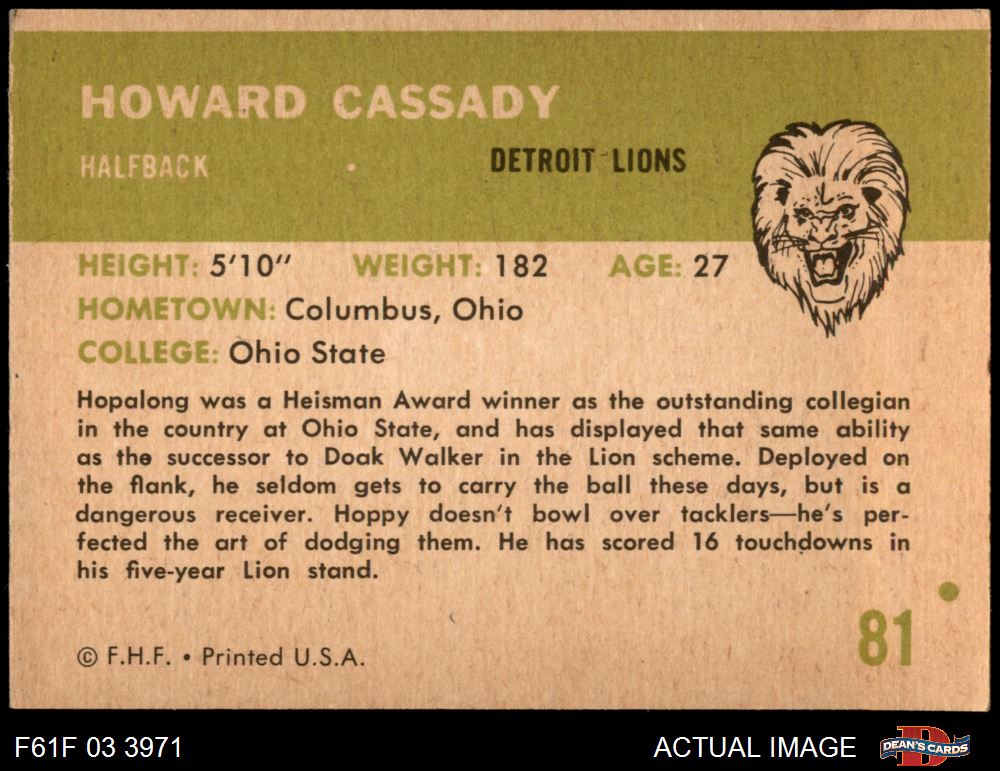 HOWARD CASSADY
HALFBACK • DETROIT LIONS
HEIGHT: 5'10" WEIGHT: 182 AGE: 27
HOMETOWN: Columbus, Ohio
COLLEGE: Ohio State
Hopalong was a Heisman Award winner as the outstanding collegian
in the country at Ohio State, and has displayed that same ability
as the successor to Doak Walker in the Lion scheme. Deployed on
the flank, he seldom gets to carry the ball these days, but is a
dangerous receiver. Hoppy doesn't bowl over tacklers—he's per-
fected the art of dodging them. He has scored 16 touchdowns in
his five-year Lion stand.
81
© F.H.F. • Printed U.S.A.
F61F 03 3971 ACTUAL IMAGE DEAN'S CARDS